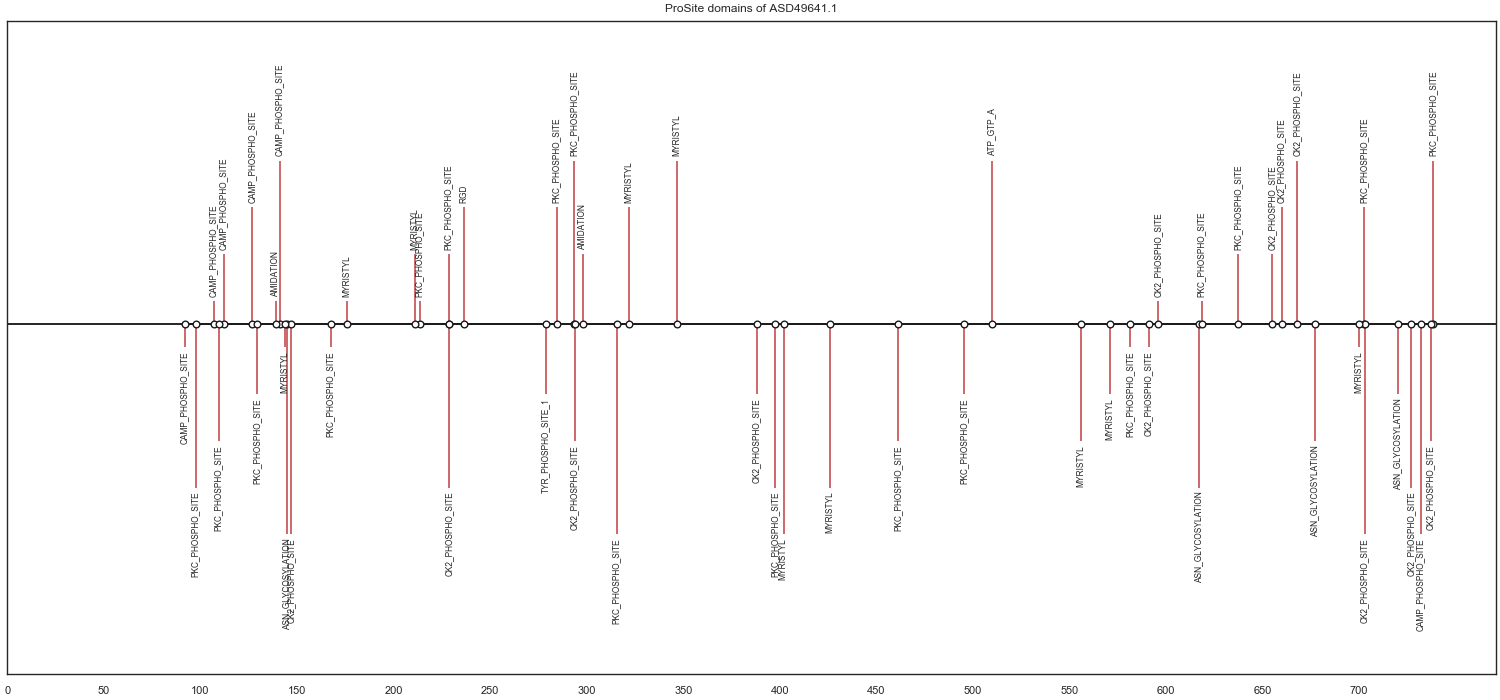 ProSite domains of ASD49641.1
CAMP_PHOSPHO_SITE
PKC_PHOSPHO_SITE
CAMP_PHOSPHO_SITE
PKC_PHOSPHO_SITE
CAMP_PHOSPHO_SITE
CAMP_PHOSPHO_SITE
PKC_PHOSPHO_SITE
AMIDATION
CAMP_PHOSPHO_SITE
MYRISTYL
ASN_GLYCOSYLATION
CK2_PHOSPHO_SITE
PKC_PHOSPHO_SITE
MYRISTYL
MYRISTYL
PKC_PHOSPHO_SITE
PKC_PHOSPHO_SITE
CK2_PHOSPHO_SITE
RGD
TYR_PHOSPHO_SITE_1
PKC_PHOSPHO_SITE
PKC_PHOSPHO_SITE
CK2_PHOSPHO_SITE
AMIDATION
PKC_PHOSPHO_SITE
MYRISTYL
MYRISTYL
CK2_PHOSPHO_SITE
PKC_PHOSPHO_SITE
MYRISTYL
MYRISTYL
PKC_PHOSPHO_SITE
PKC_PHOSPHO_SITE
ATP_GTP_A
MYRISTYL
MYRISTYL
PKC_PHOSPHO_SITE
CK2_PHOSPHO_SITE
CK2_PHOSPHO_SITE
ASN_GLYCOSYLATION
PKC_PHOSPHO_SITE
PKC_PHOSPHO_SITE
CK2_PHOSPHO_SITE
CK2_PHOSPHO_SITE
CK2_PHOSPHO_SITE
ASN_GLYCOSYLATION
MYRISTYL
PKC_PHOSPHO_SITE
CK2_PHOSPHO_SITE
ASN_GLYCOSYLATION
CK2_PHOSPHO_SITE
CAMP_PHOSPHO_SITE
CK2_PHOSPHO_SITE
PKC_PHOSPHO_SITE
0 50 100 150 200 250 300 350 400 450 500 550 600 650 700